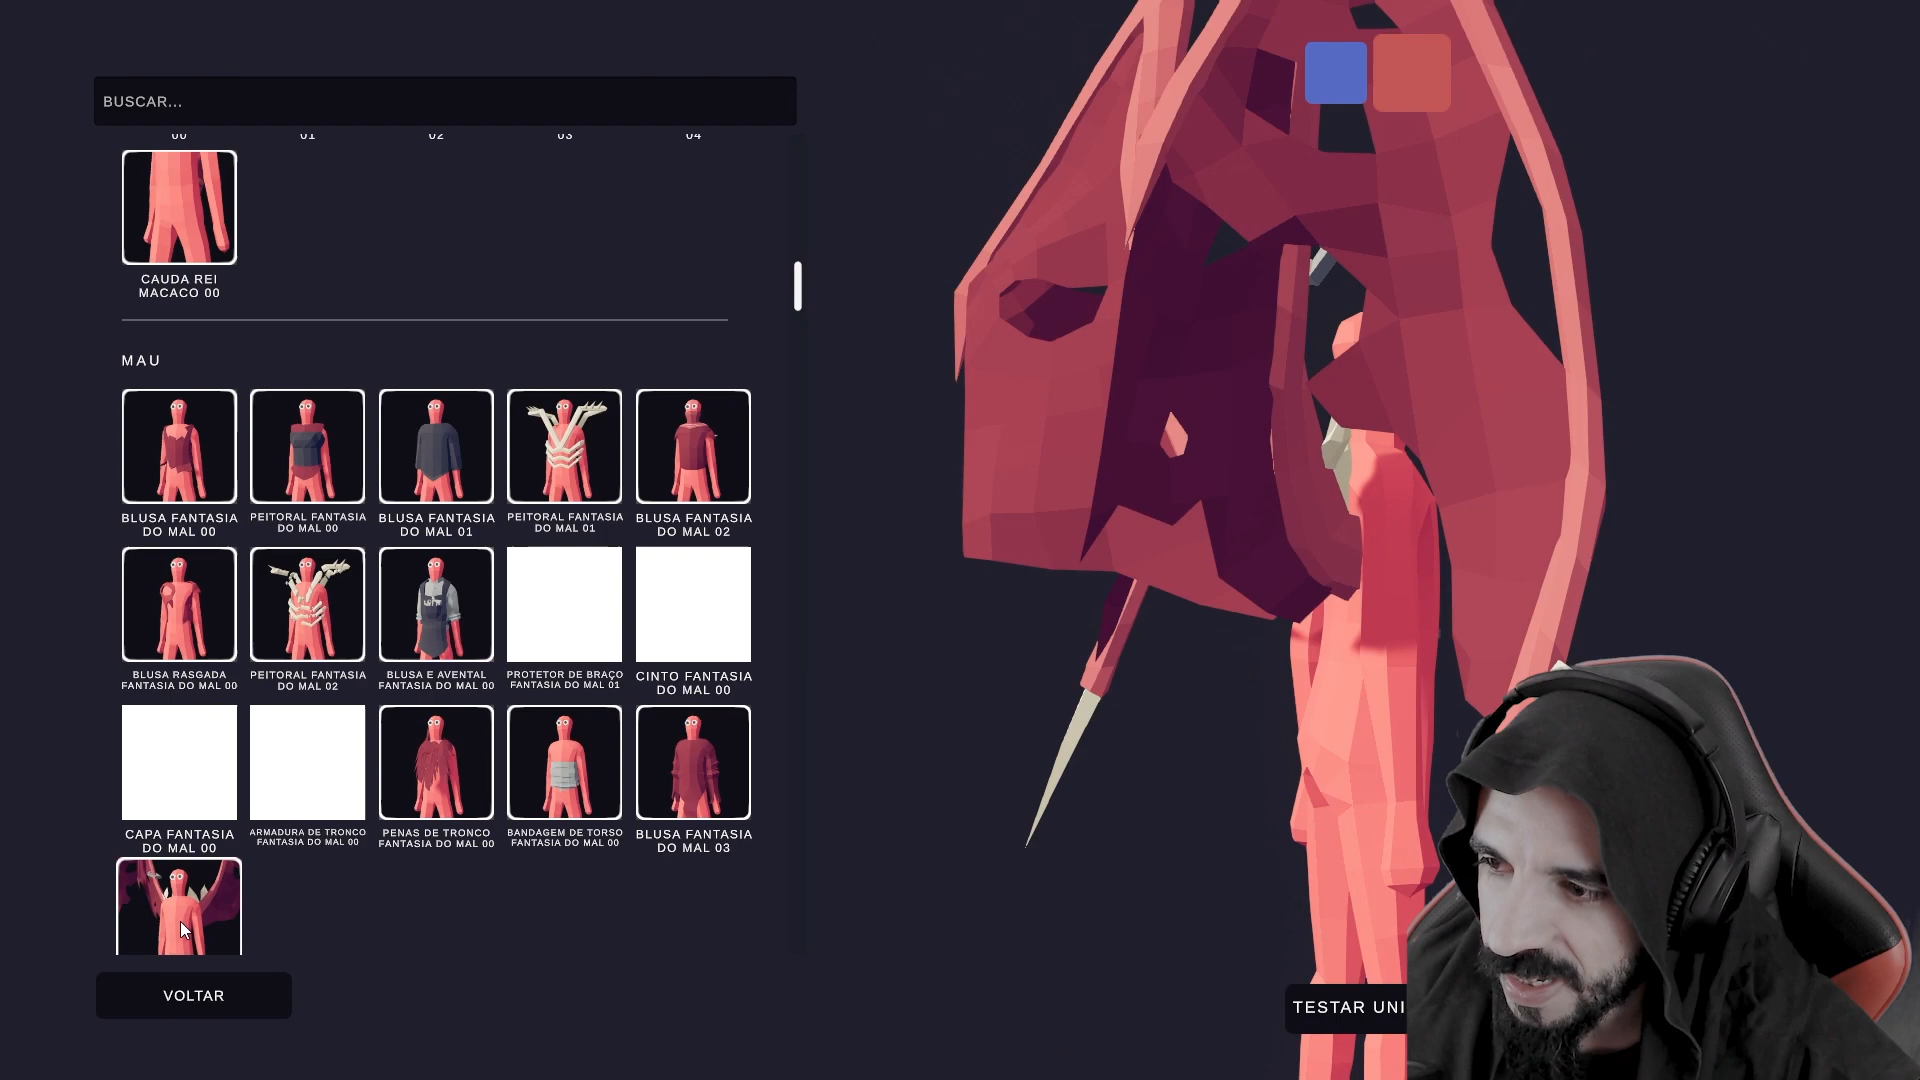 BUSCAR...
00 01 02 03 04
CAUDA REI
MACACO 00
MAU
BLUSA FANTASIA
DO MAL 00
PEITORAL FANTASIA
DO MAL 00
BLUSA FANTASIA
DO MAL 01
PEITORAL FANTASIA
DO MAL 01
BLUSA FANTASIA
DO MAL 02
BLUSA RASGADA
FANTASIA DO MAL 00
PEITORAL FANTASIA
DO MAL 02
BLUSA E AVENTAL
FANTASIA DO MAL 00
PROTETOR DE BRAÇO
FANTASIA DO MAL 01
CINTO FANTASIA
DO MAL 00
CAPA FANTASIA
DO MAL 00
ARMADURA DE TRONCO
FANTASIA DO MAL 00
PENAS DE TRONCO
FANTASIA DO MAL 00
BANDAGEM DE TORSO
FANTASIA DO MAL 00
BLUSA FANTASIA
DO MAL 03
VOLTAR
TESTAR UNI